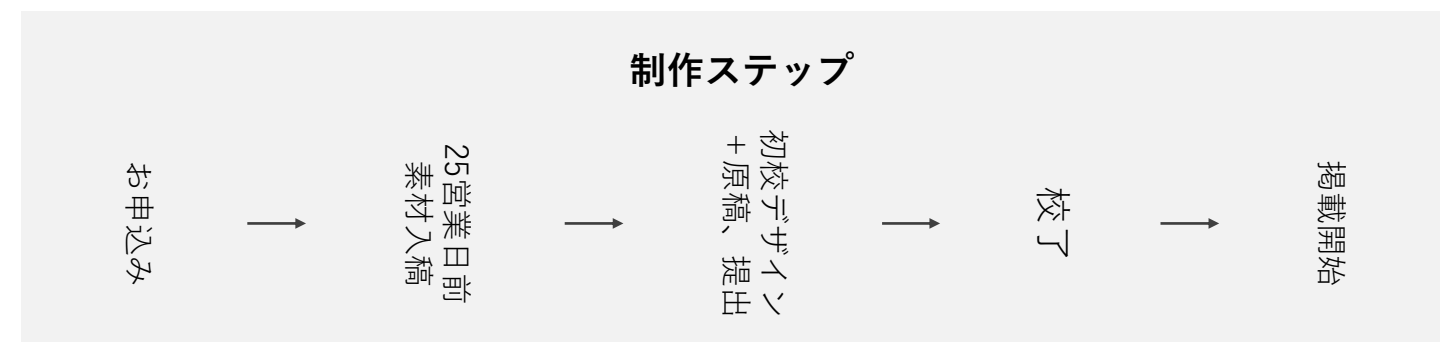 制作ステップ
お申込み
25営業日前
素材入稿
初校デザイン
+原稿、提出
校了
掲載開始